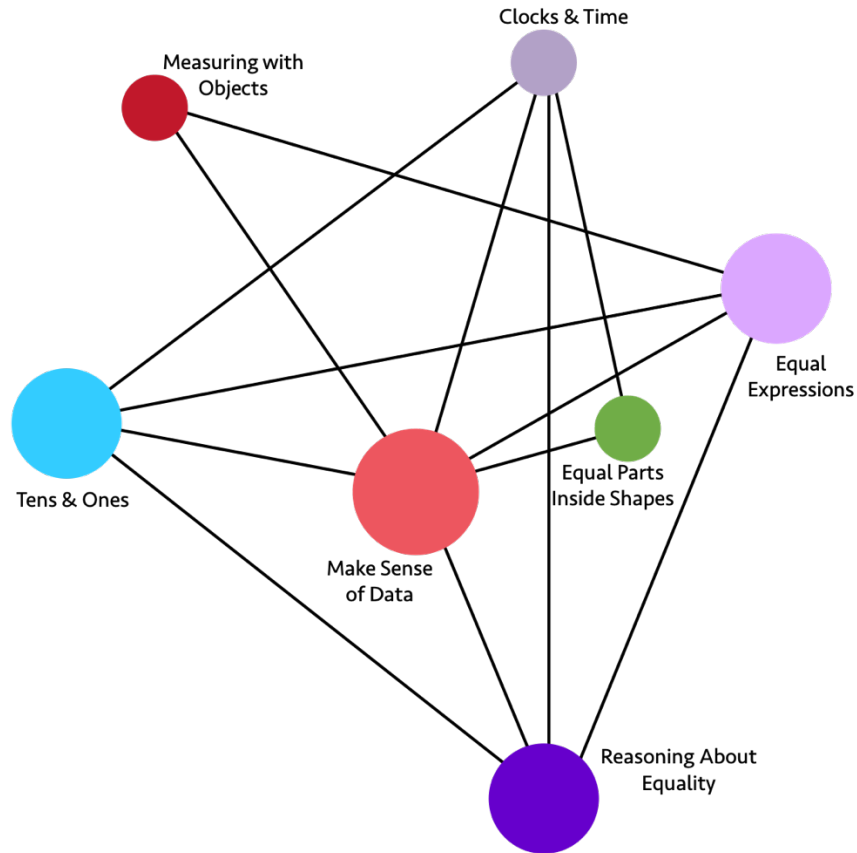 Clocks & Time
Measuring with
Objects
Equal
Expressions
Tens & Ones
Equal Parts
Inside Shapes
Make Sense
of Data
Reasoning About
Equality